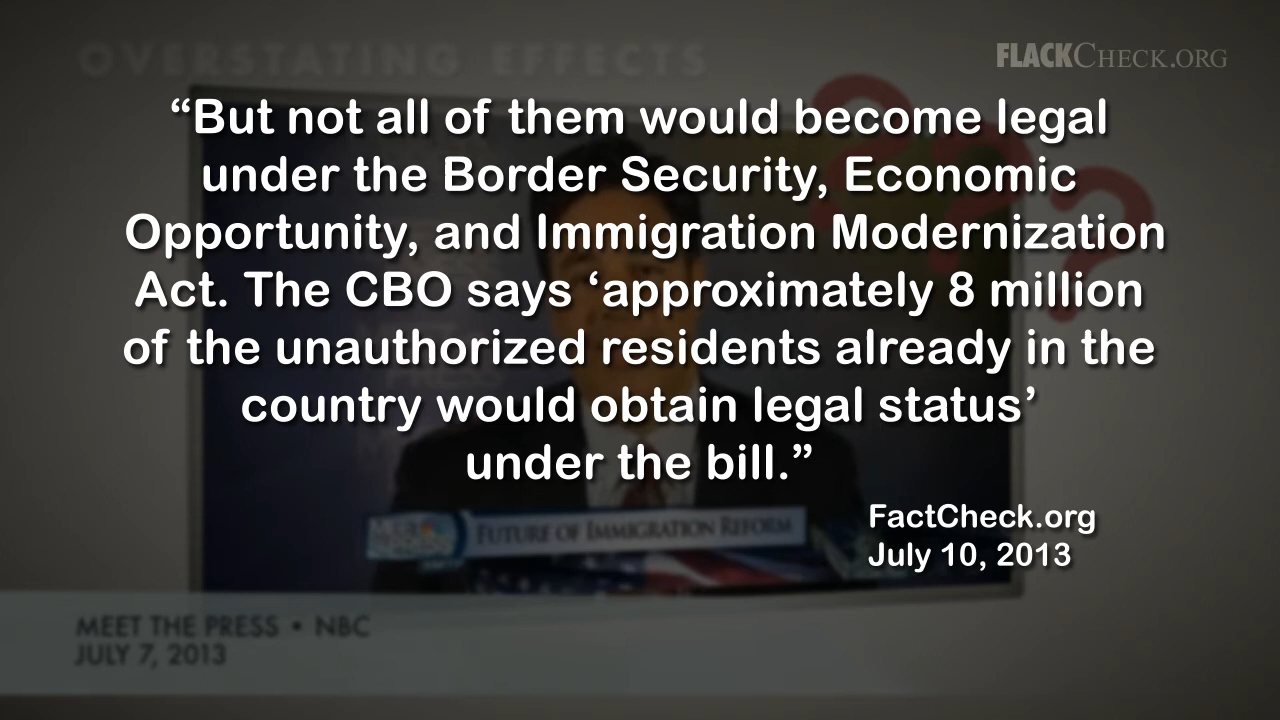 OVERSTATING EFFECTS
FLACKCHECK.ORG
“But not all of them would become legal
under the Border Security, Economic
Opportunity, and Immigration Modernization
Act. The CBO says ‘approximately 8 million
of the unauthorized residents already in the
country would obtain legal status’
under the bill.”
FactCheck.org
July 10, 2013
FUTURE OF IMMIGRATION REFORM
MEET THE PRESS • NBC
JULY 7, 2013